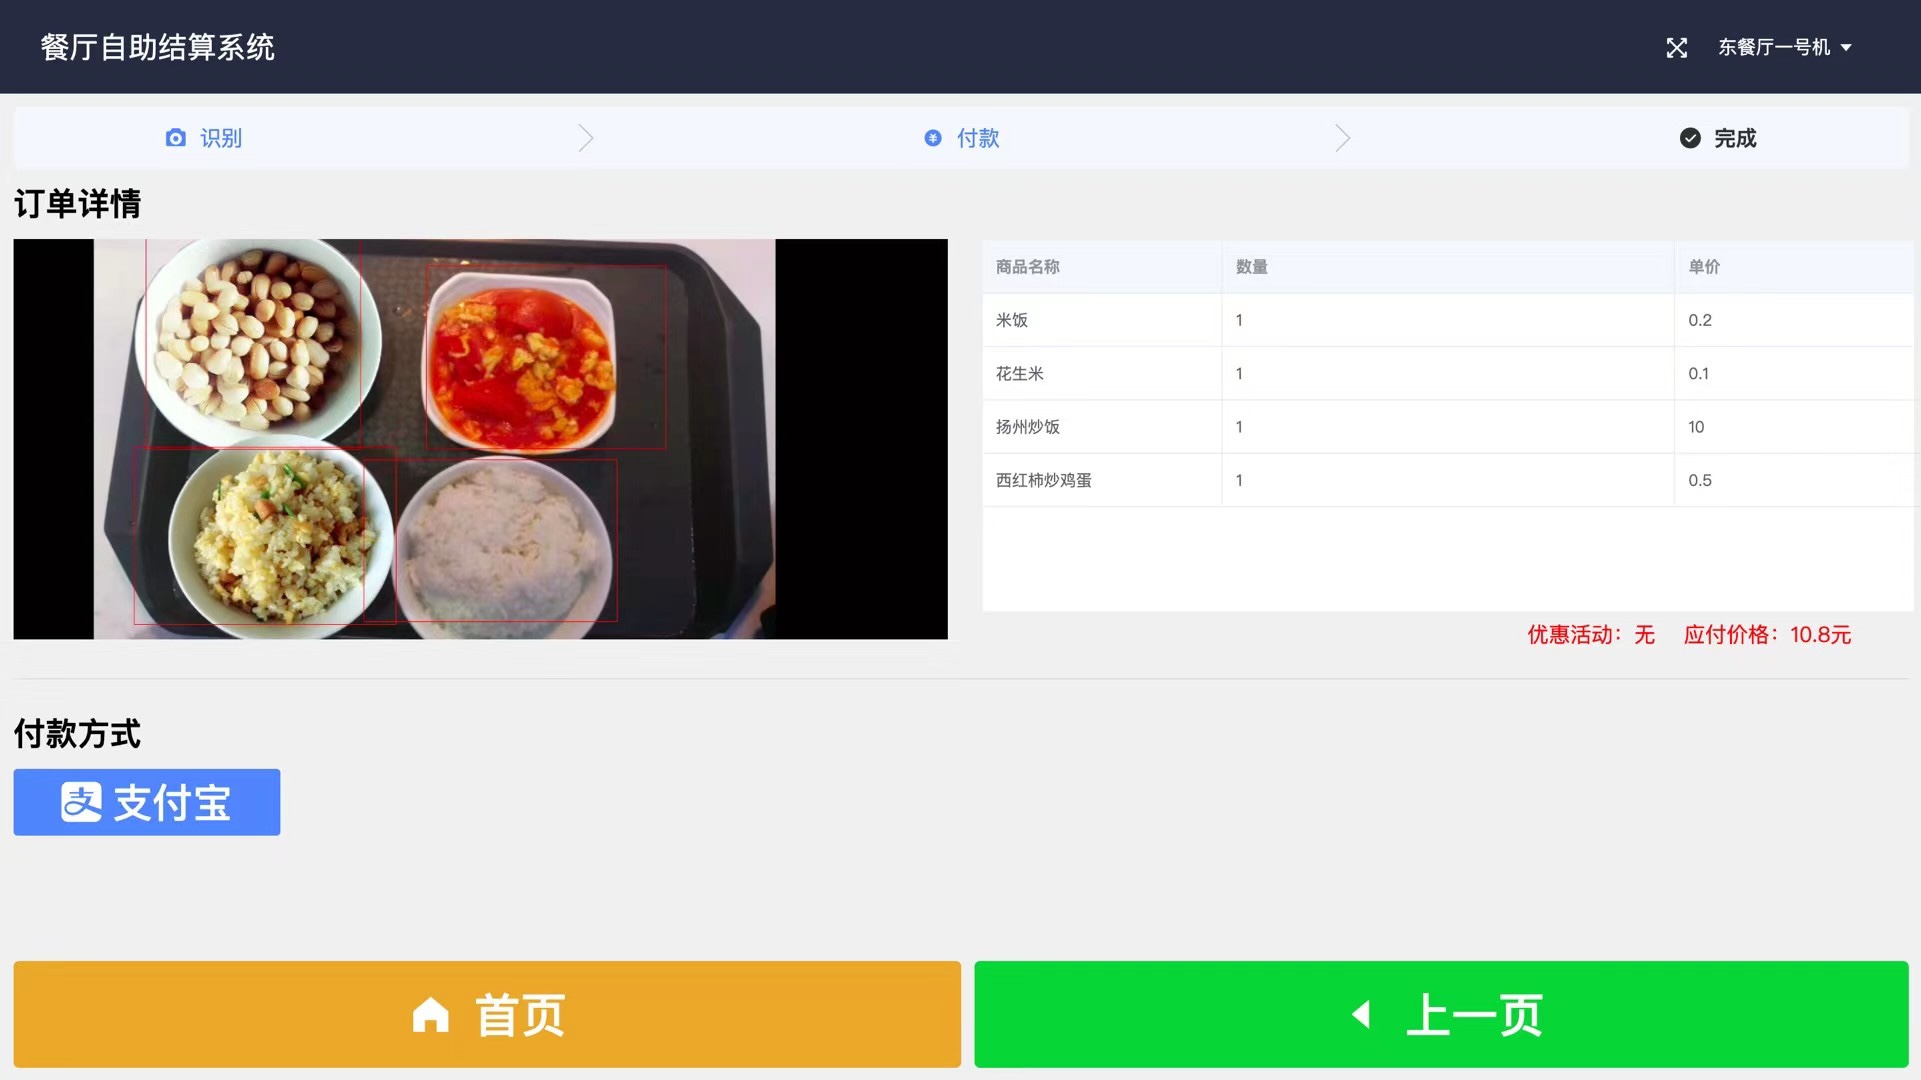 餐厅自助结算系统
东餐厅一号机
识别
付款
完成
订单详情
商品名称 数量 单价
米饭 1 0.2
花生米 1 0.1
扬州炒饭 1 10
西红柿炒鸡蛋 1 0.5
优惠活动：无 应付价格：10.8元
付款方式
支 支付宝
首页
上一页